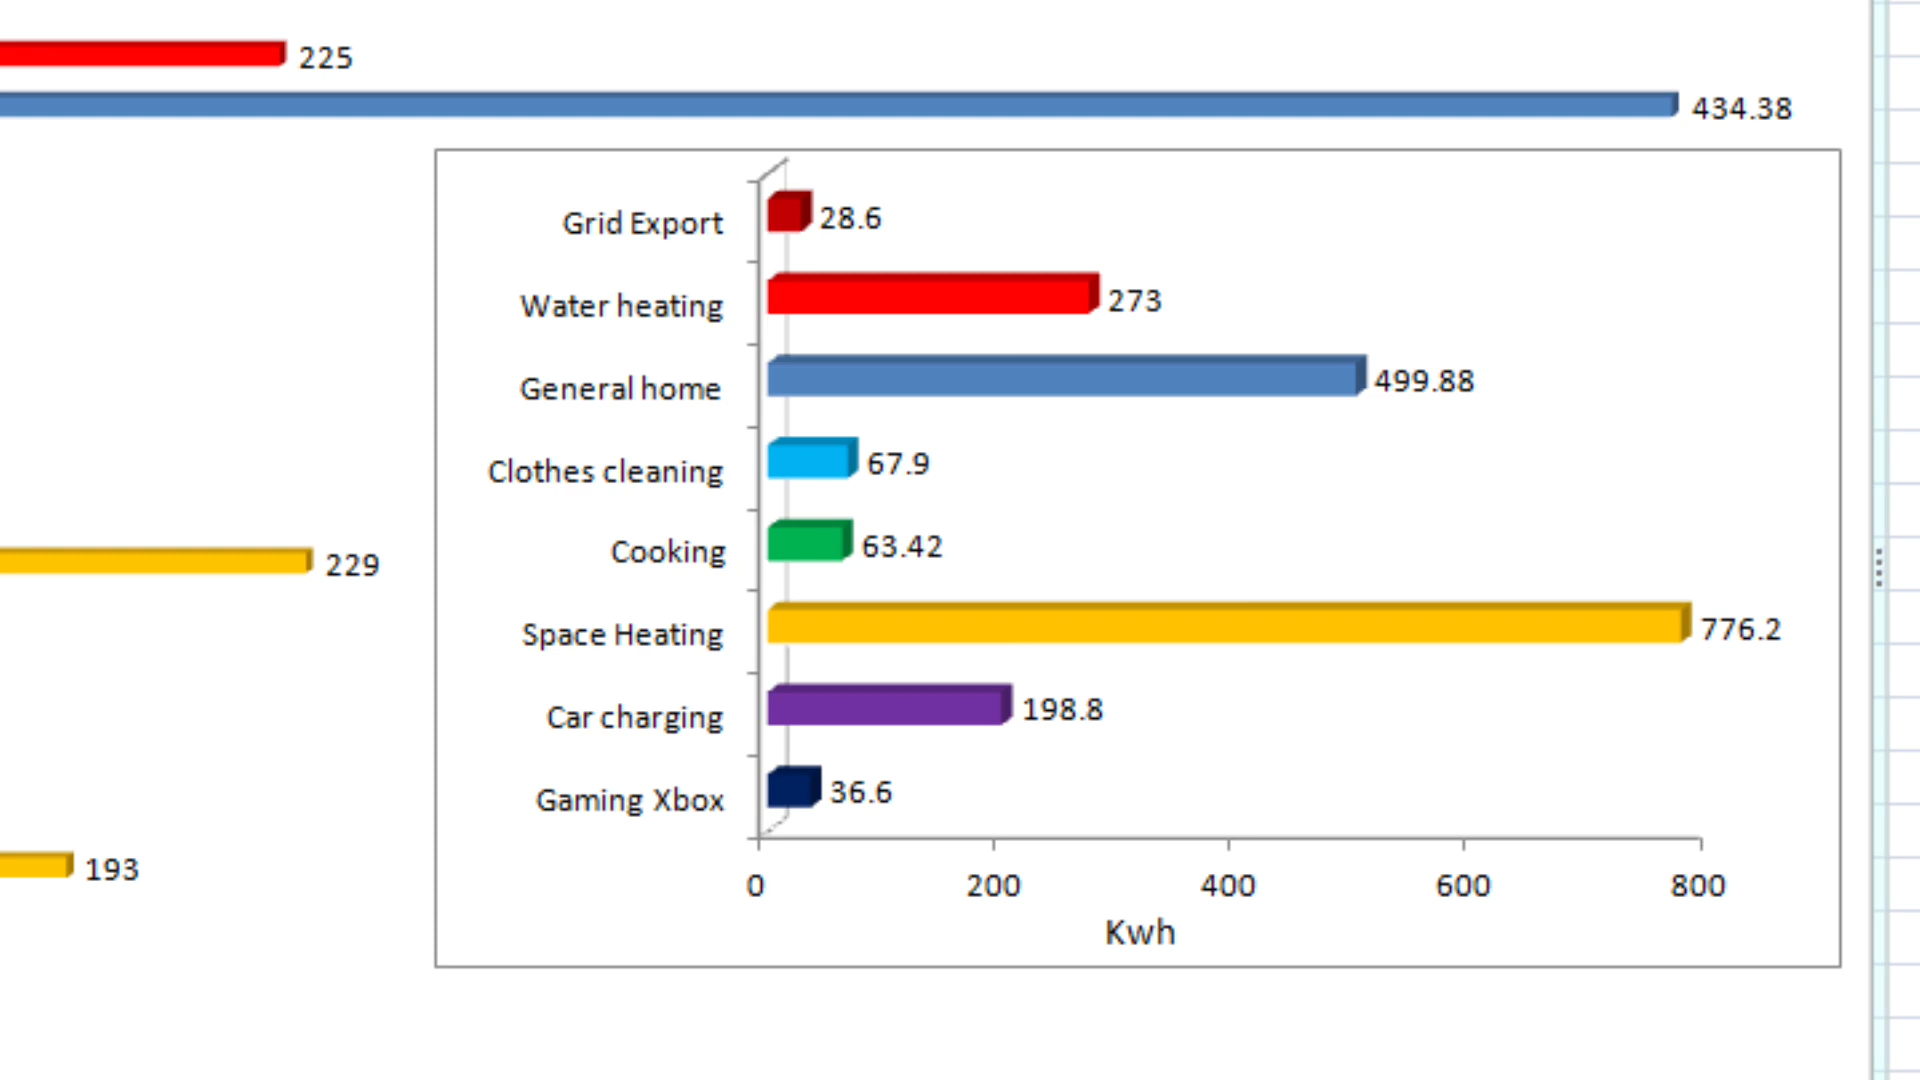 225
434.38
Grid Export 28.6
Water heating 273
General home 499.88
Clothes cleaning 67.9
Cooking 63.42
229
Space Heating 776.2
Car charging 198.8
Gaming Xbox 36.6
193
0 200 400 600 800
Kwh